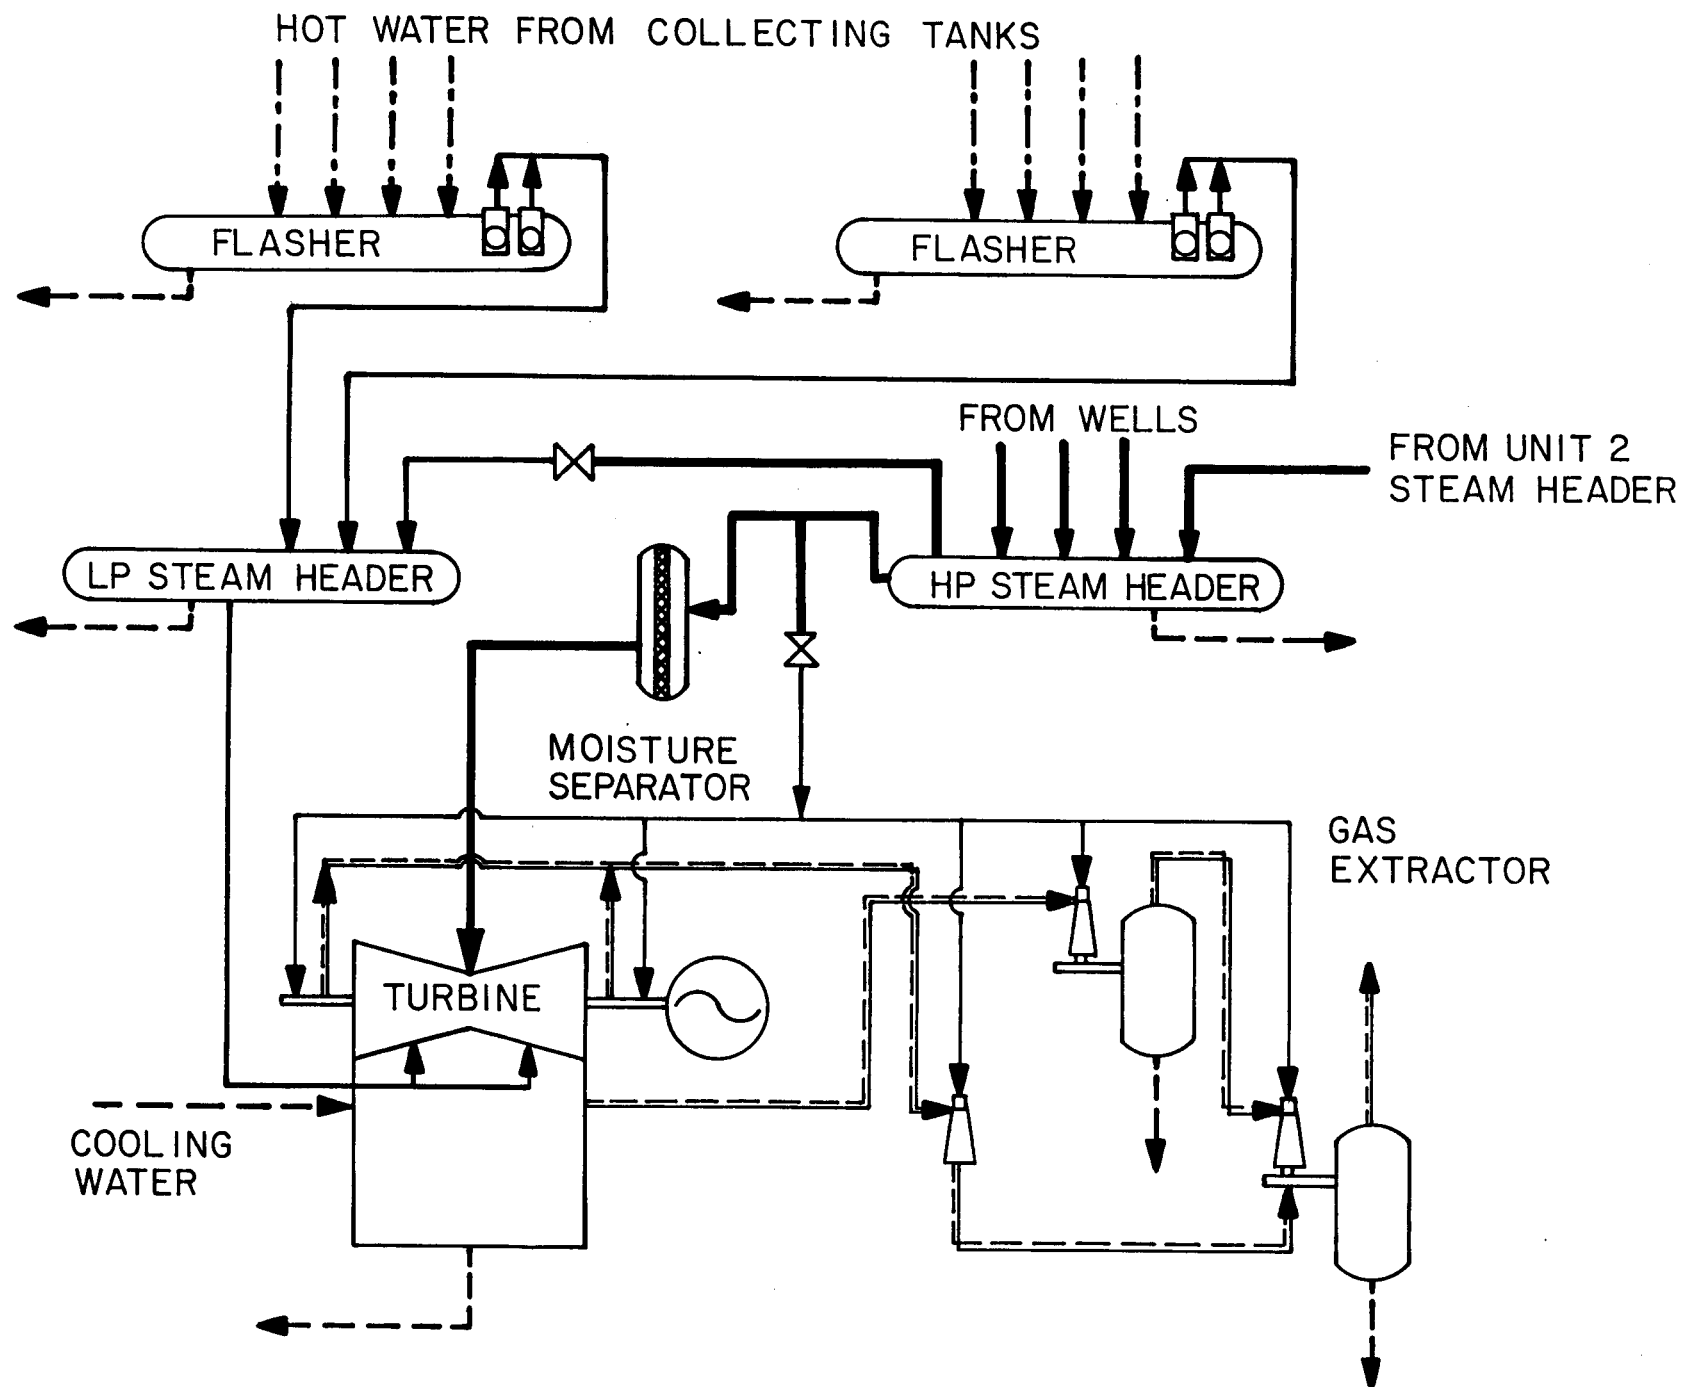 HOT WATER FROM COLLECTING TANKS
FLASHER
FLASHER
FROM WELLS
FROM UNIT 2
STEAM HEADER
LP STEAM HEADER
HP STEAM HEADER
MOISTURE
SEPARATOR
GAS
EXTRACTOR
TURBINE
COOLING
WATER